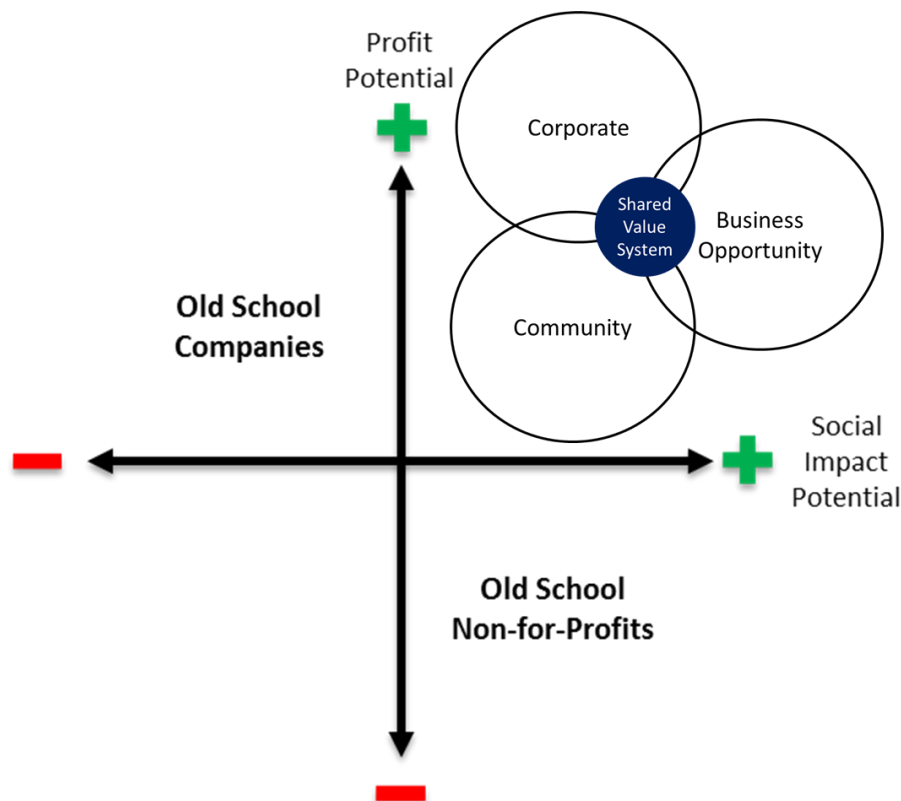 Profit
Potential
Corporate
Shared
Value
System
Business
Opportunity
Community
Old School
Companies
Social
Impact
Potential
Old School
Non-for-Profits